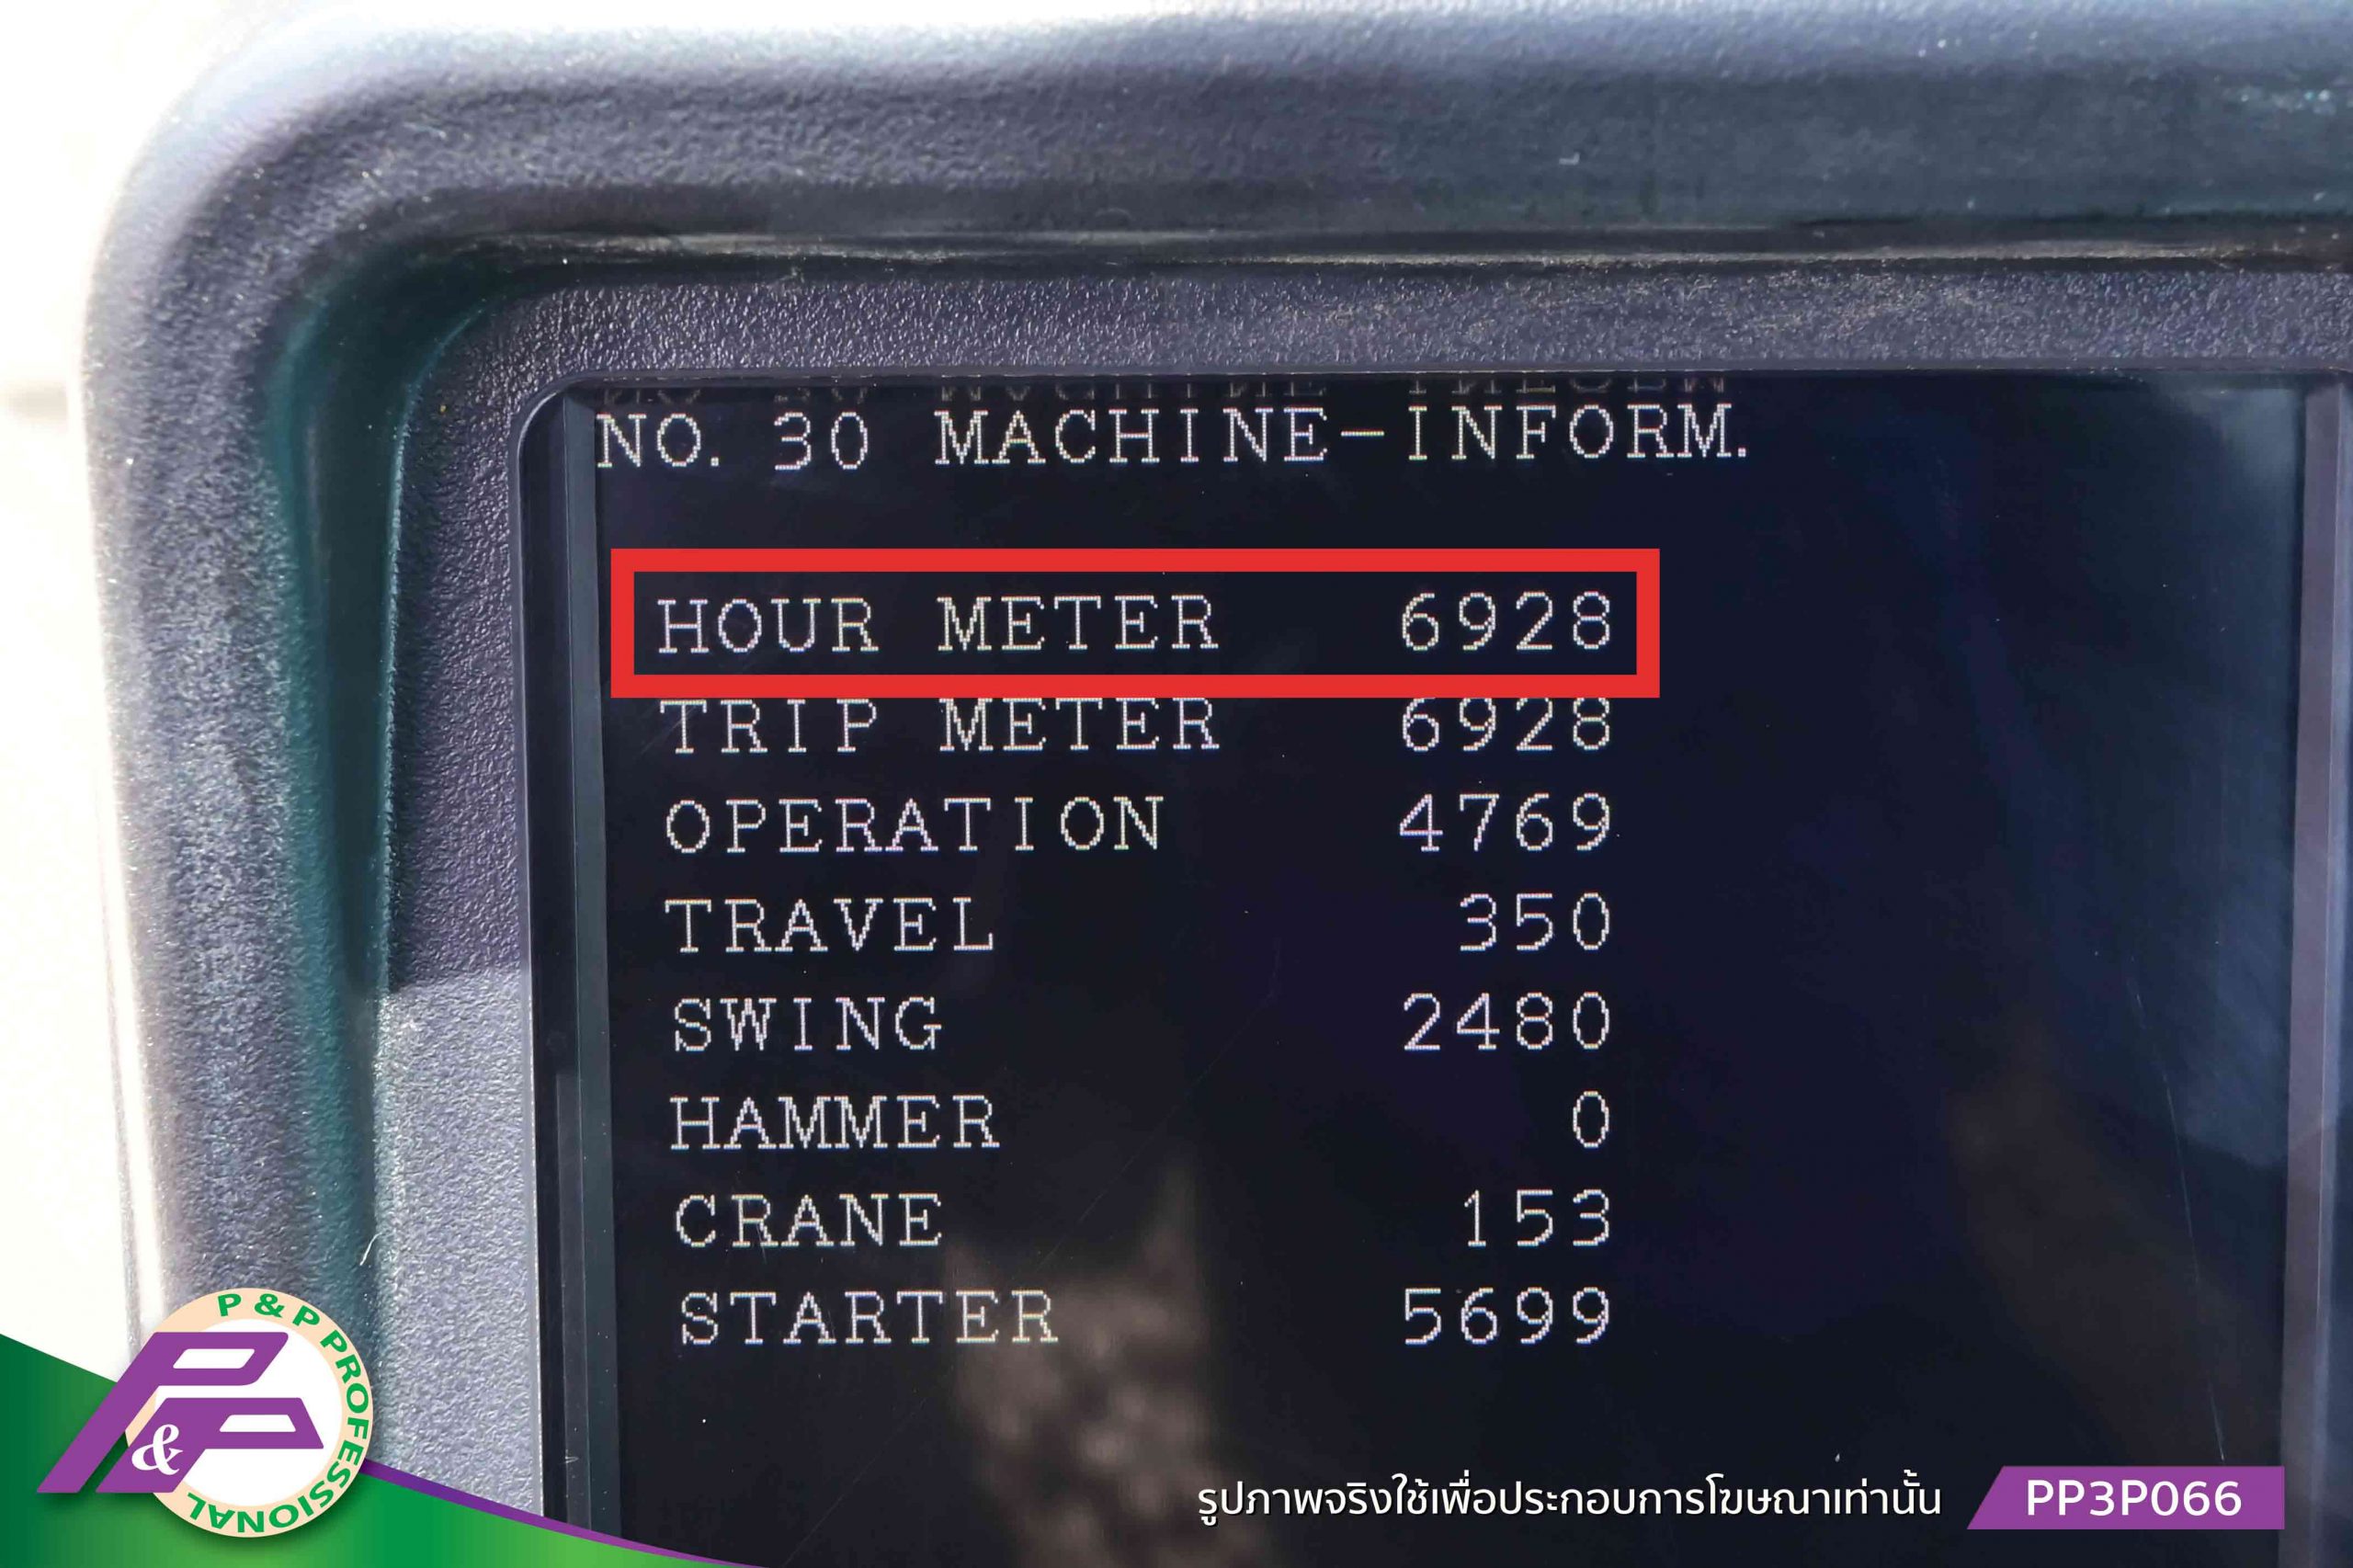 NO. 30 MACHINE-INFORM.
HOUR METER 6928
TRIP METER 6928
OPERATION 4769
TRAVEL 350
SWING 2480
HAMMER 0
CRANE 153
STARTER 5699
P & P PROFESSIONAL
P&P
รูปภาพจริงใช้เพื่อประกอบการโฆษณาเท่านั้น
PP3P066